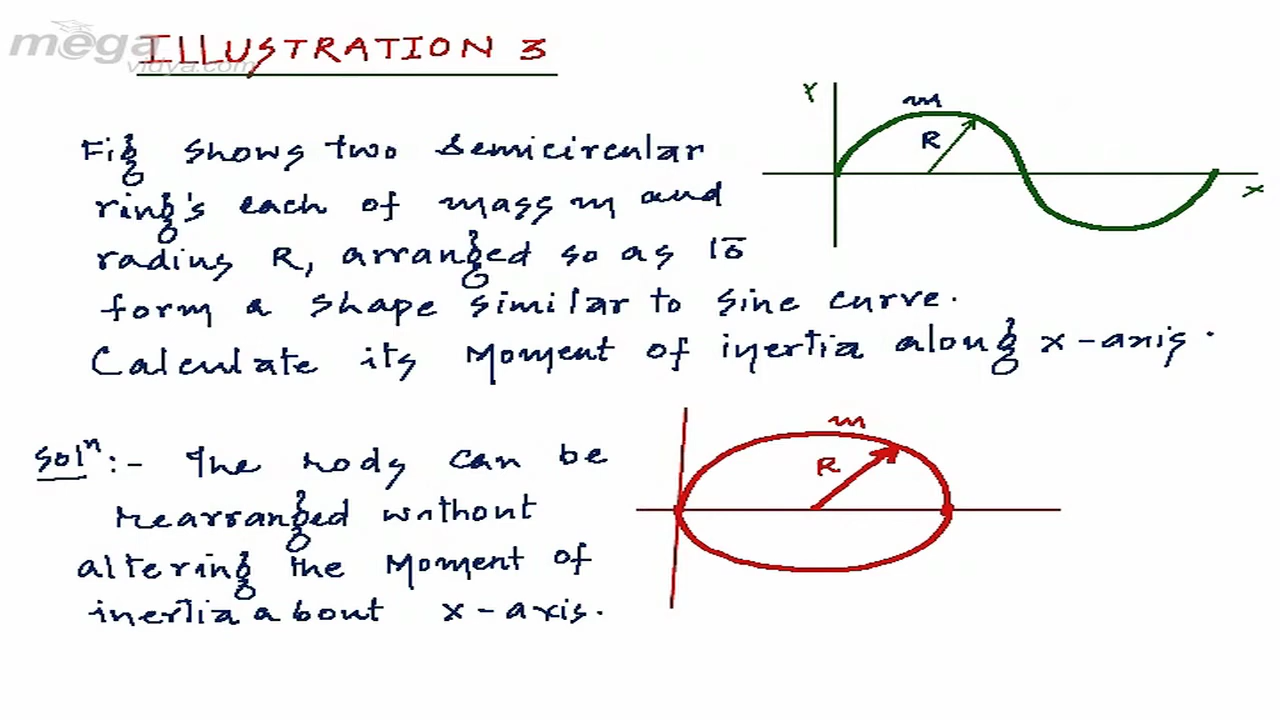 mega
vidya.com
ILLUSTRATION 3
Fig shows two semicircular
ring's each of mass m and
radius R, arranged so as to
form a shape similar to sine curve.
Calculate its Moment of inertia along x-axis.
Y
m
R
X
Solⁿ:- The rods can be
rearranged without
altering the Moment of
inertia about x-axis.
m
R